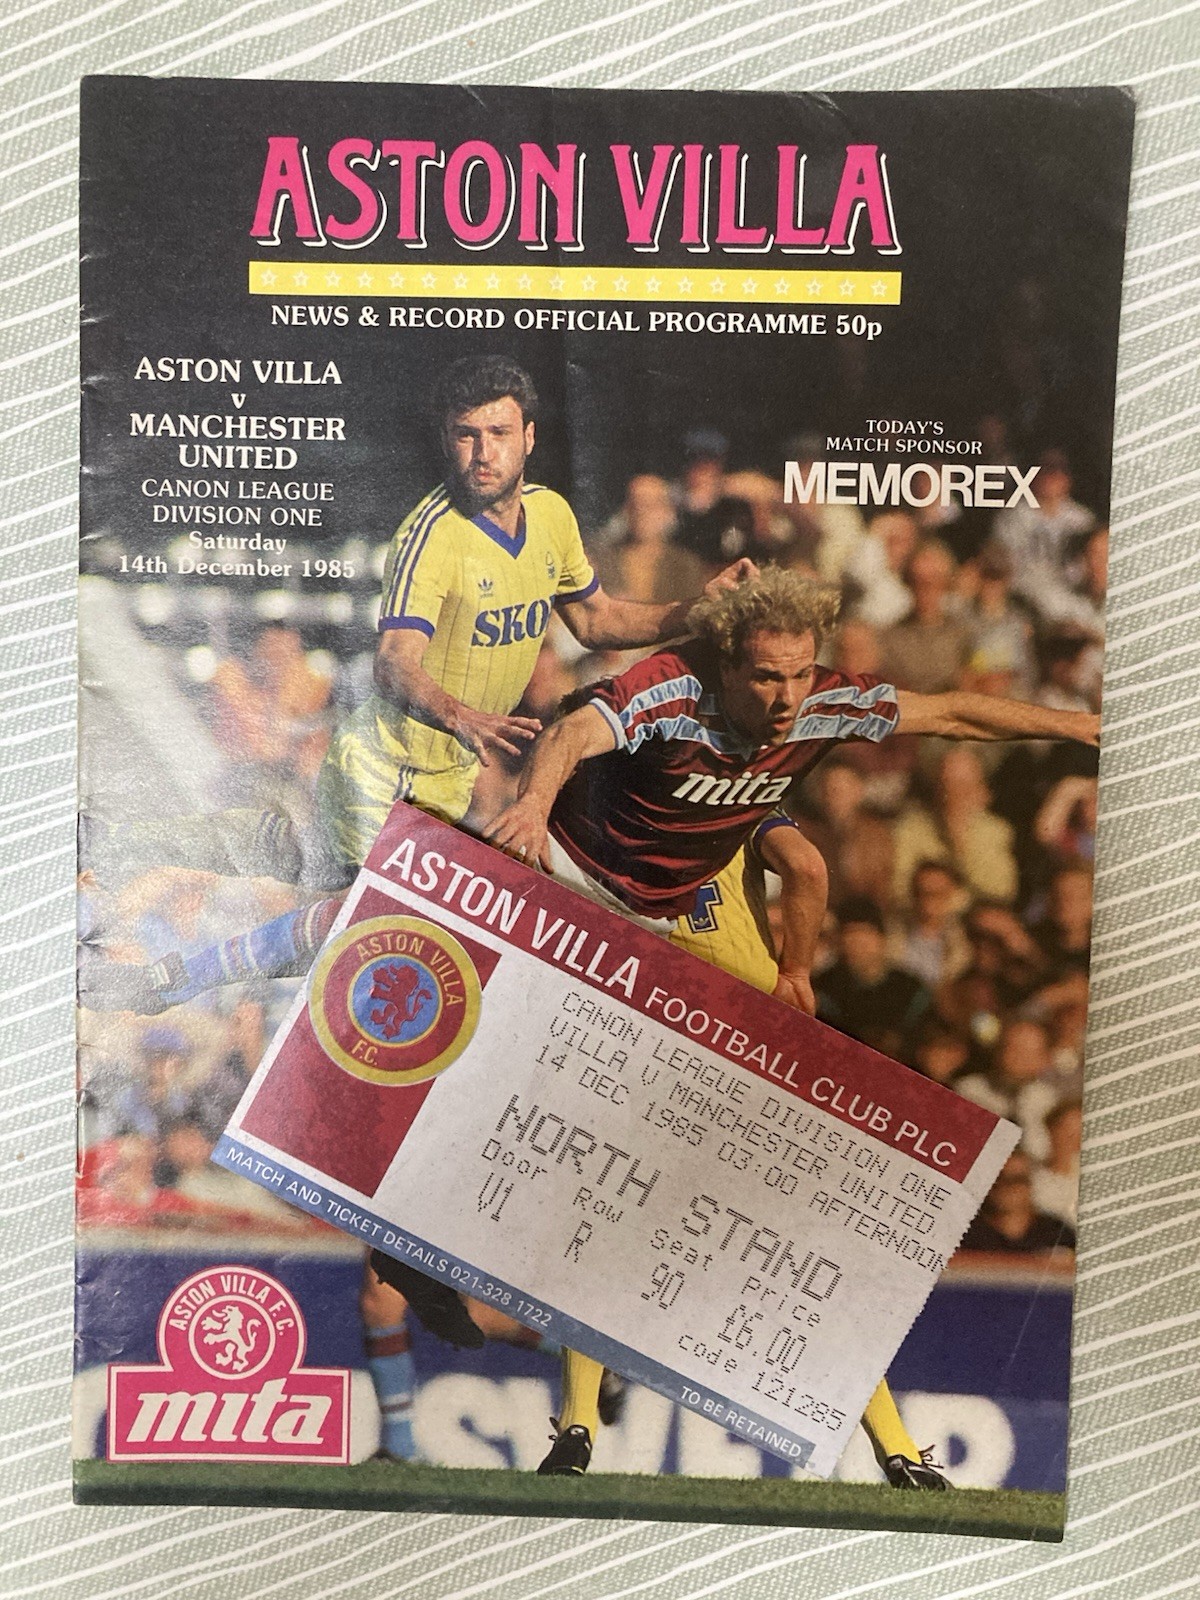 ASTON VILLA
NEWS & RECORD OFFICIAL PROGRAMME 50p
ASTON VILLA
v
MANCHESTER
UNITED
CANON LEAGUE
DIVISION ONE
Saturday
14th December 1985
TODAY'S
MATCH SPONSOR
MEMOREX
SKO
mita
4
ASTON VILLA FOOTBALL CLUB PLC
ASTON VILLA
F.C.
CANON LEAGUE DIVISION ONE
VILLA V MANCHESTER UNITED.
14 DEC 1985 03:00 AFTERNOON
NORTH STAND
Door Row Seat Price
V1 R 90 £6.00
Code 121285
MATCH AND TICKET DETAILS 021-328 1722
TO BE RETAINED
ASTON VILLA F.C.
mita